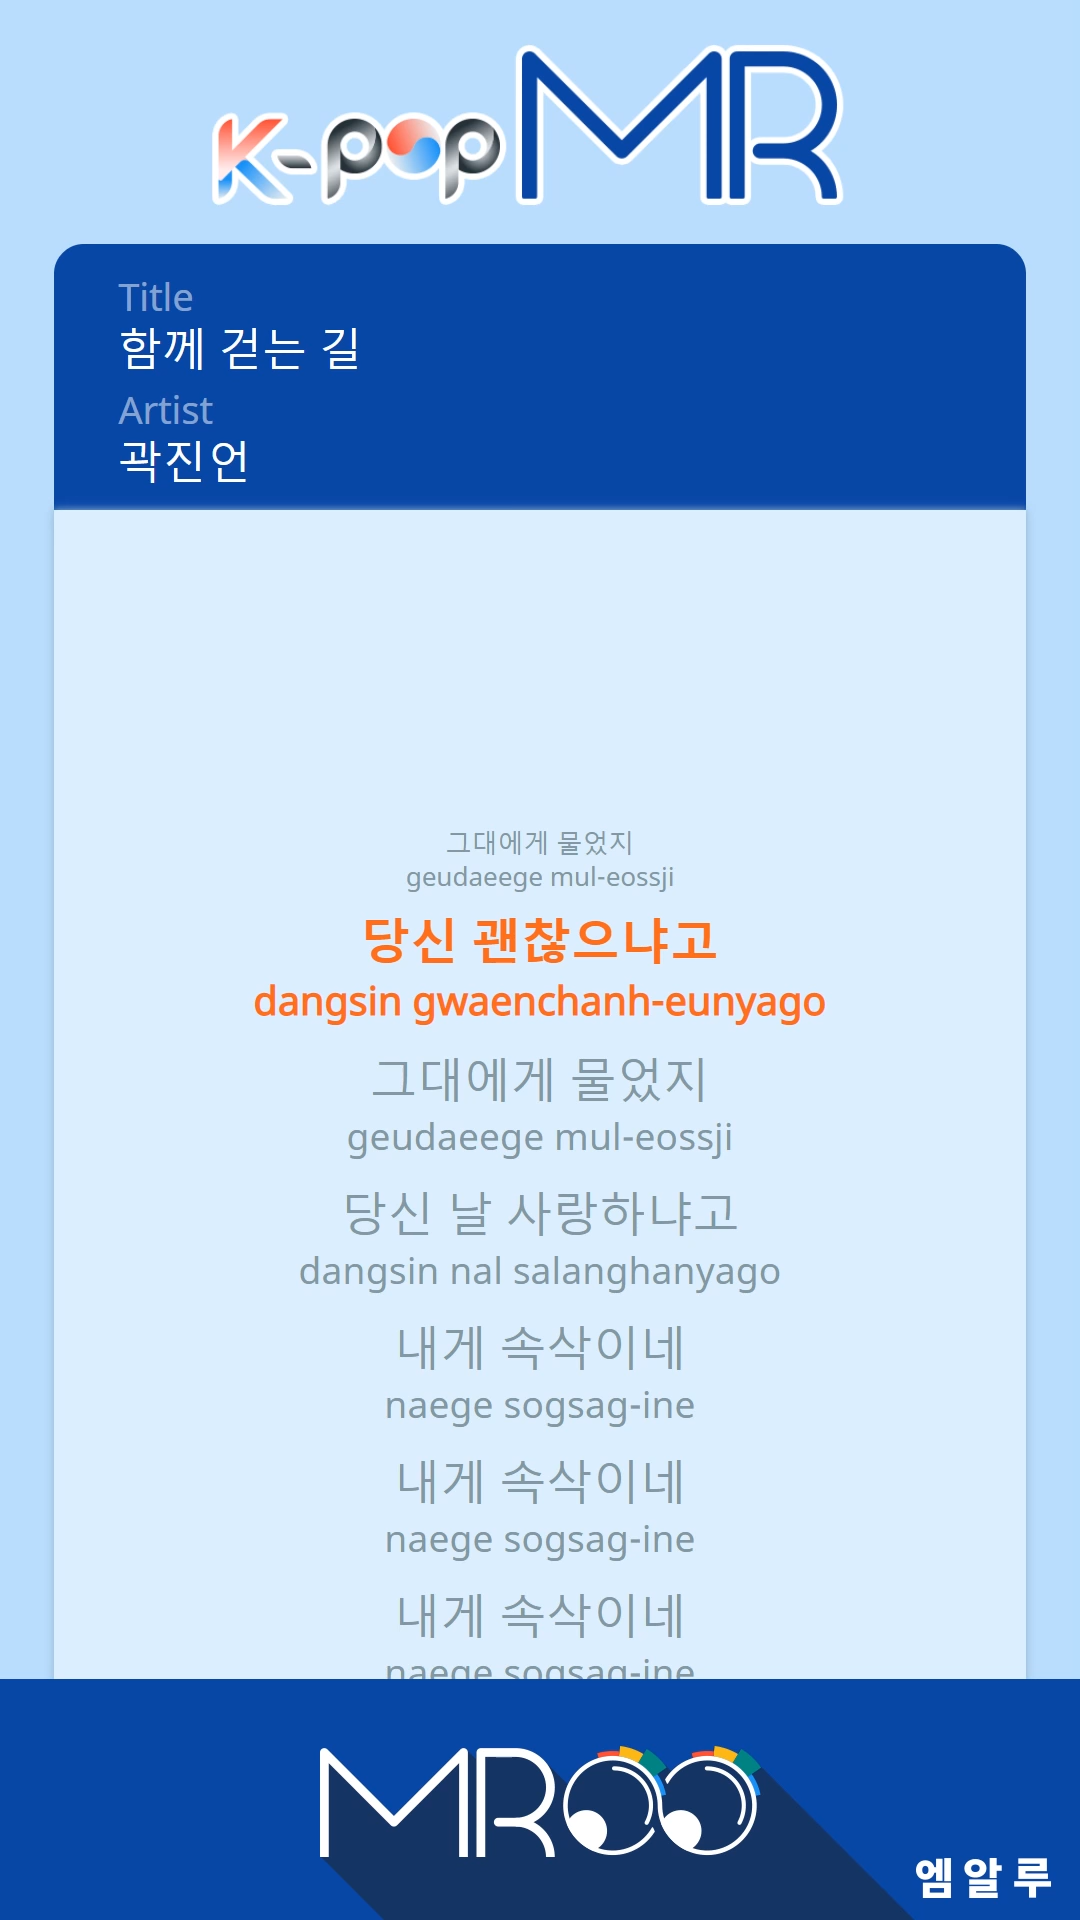 K-pop MR
Title
함께 걷는 길
Artist
곽진언
그대에게 물었지
geudaeege mul-eossji
당신 괜찮으냐고
dangsin gwaenchanh-eunyago
그대에게 물었지
geudaeege mul-eossji
당신 날 사랑하냐고
dangsin nal salanghanyago
내게 속삭이네
naege sogsag-ine
내게 속삭이네
naege sogsag-ine
내게 속삭이네
naege sogsag-ine
MROO
엠알루